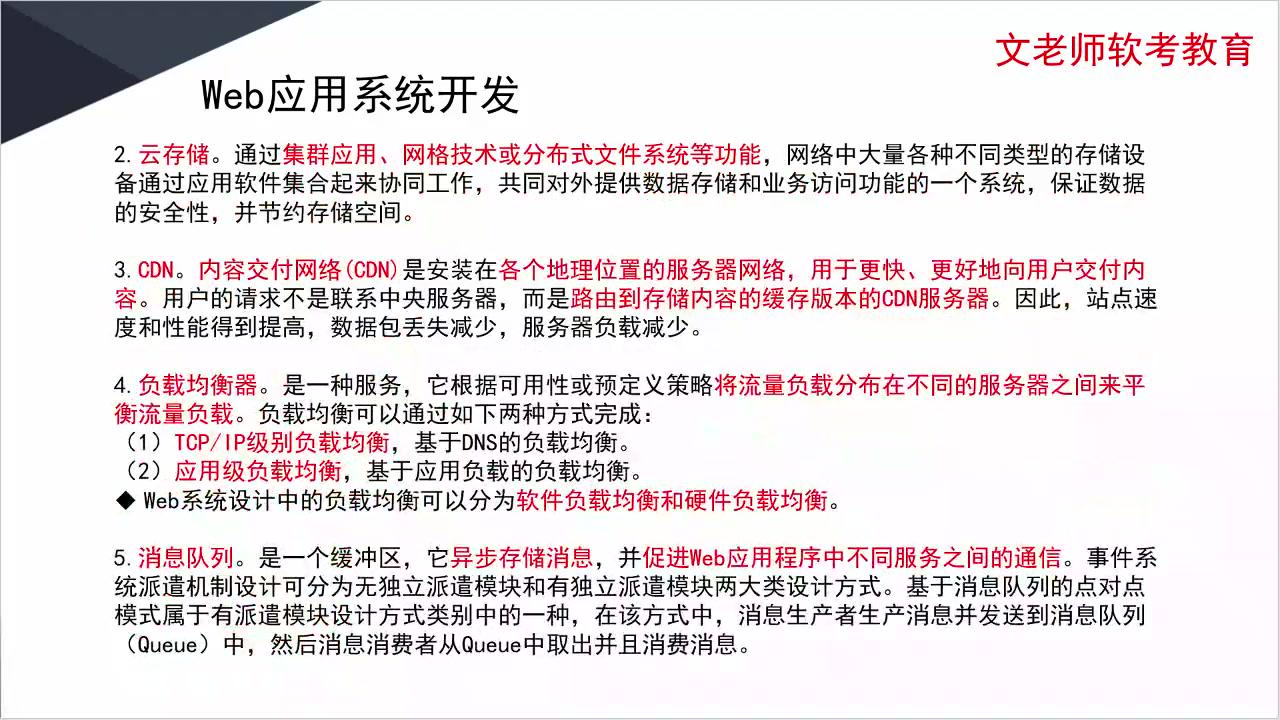 文老师软考教育
Web应用系统开发
2.云存储。通过集群应用、网格技术或分布式文件系统等功能，网络中大量各种不同类型的存储设
备通过应用软件集合起来协同工作，共同对外提供数据存储和业务访问功能的一个系统，保证数据
的安全性，并节约存储空间。
3.CDN。内容交付网络(CDN)是安装在各个地理位置的服务器网络，用于更快、更好地向用户交付内
容。用户的请求不是联系中央服务器，而是路由到存储内容的缓存版本的CDN服务器。因此，站点速
度和性能得到提高，数据包丢失减少，服务器负载减少。
4.负载均衡器。是一种服务，它根据可用性或预定义策略将流量负载分布在不同的服务器之间来平
衡流量负载。负载均衡可以通过如下两种方式完成：
（1）TCP/IP级别负载均衡，基于DNS的负载均衡。
（2）应用级负载均衡，基于应用负载的负载均衡。
◆ Web系统设计中的负载均衡可以分为软件负载均衡和硬件负载均衡。
5.消息队列。是一个缓冲区，它异步存储消息，并促进Web应用程序中不同服务之间的通信。事件系
统派遣机制设计可分为无独立派遣模块和有独立派遣模块两大类设计方式。基于消息队列的点对点
模式属于有派遣模块设计方式类别中的一种，在该方式中，消息生产者生产消息并发送到消息队列
（Queue）中，然后消息消费者从Queue中取出并且消费消息。